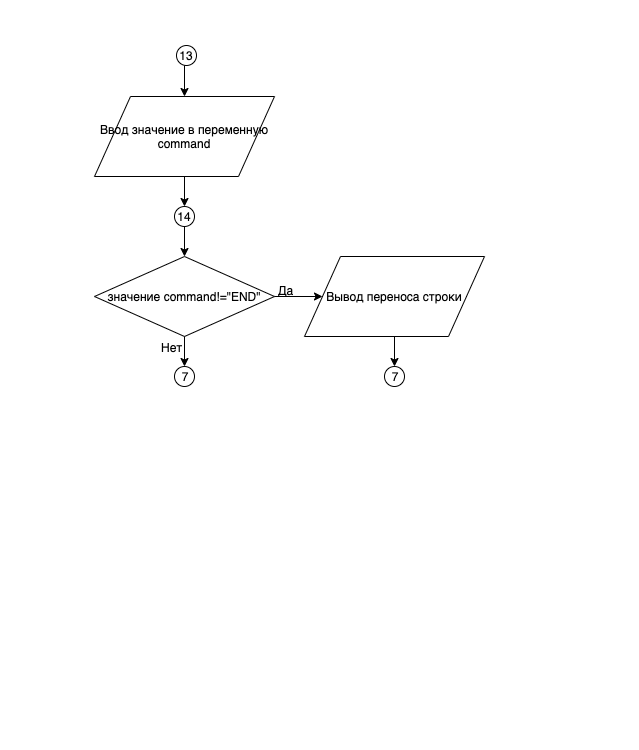 13
Ввод значение в переменную
command
14
значение command!="END"
Да
Вывод переноса строки
Нет
7
7